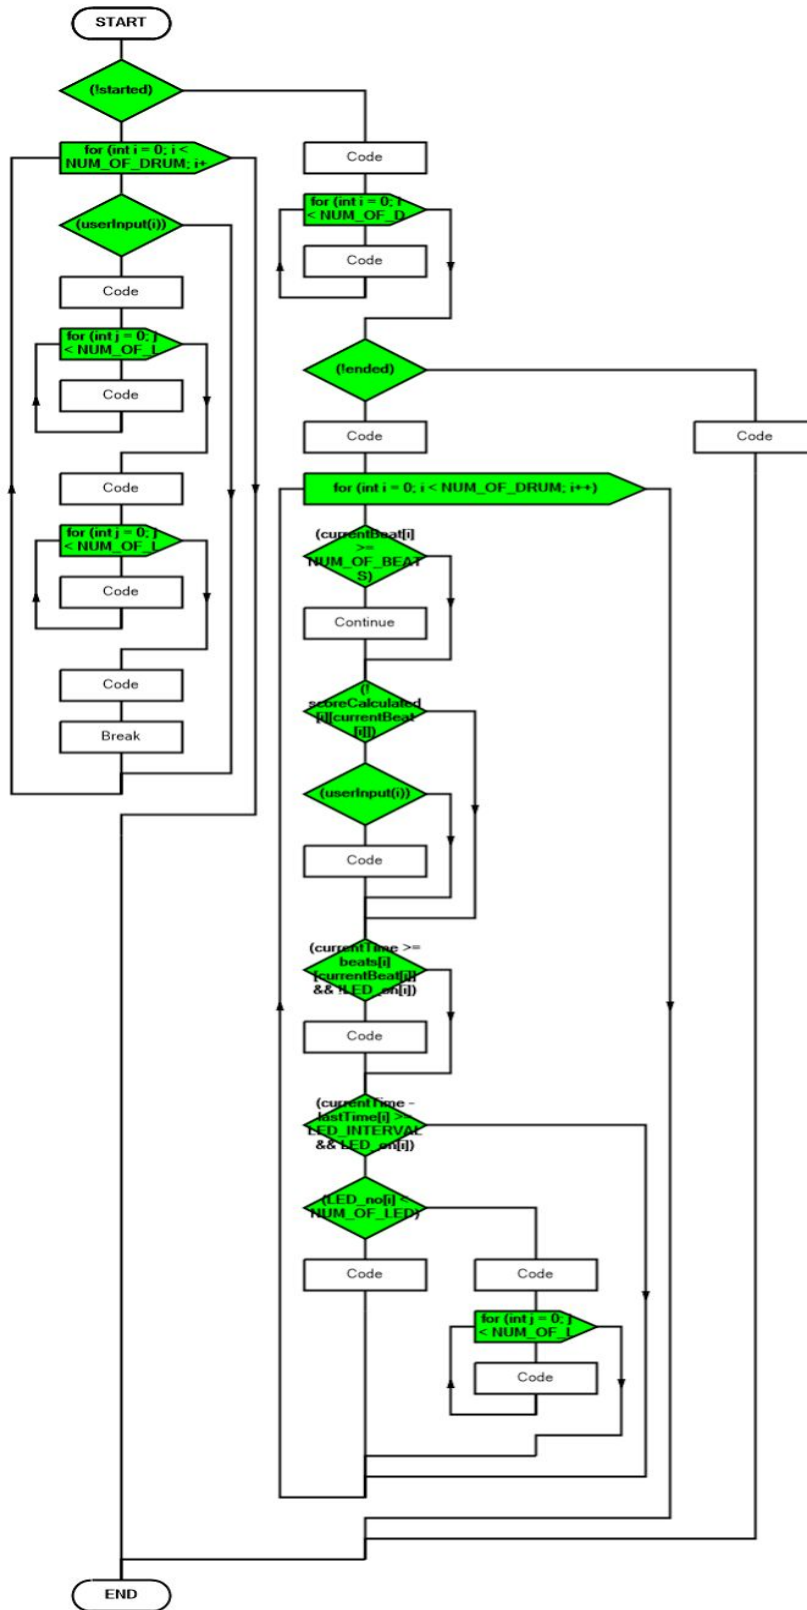 START
(!started)
for (int i = 0; i <
NUM_OF_DRUM; i+
(userInput(i))
Code
for (int j = 0; j
< NUM_OF_L
Code
Code
for (int j = 0; j
< NUM_OF_L
Code
Code
Break
Code
for (int i = 0; i
< NUM_OF_D
Code
(!ended)
Code
for (int i = 0; i < NUM_OF_DRUM; i++)
(currentBeat[i]
>=
NUM_OF_BEAT
S)
Continue
(!
scoreCalculated
[i][currentBeat
[i]])
(userInput(i))
Code
(currentTime >=
beats[i]
[currentBeat[i]]
&& !LED_on[i])
Code
(currentTime -
lastTime[i] >=
LED_INTERVAL
&& LED_on[i])
(LED_no[i] <
NUM_OF_LED)
Code
Code
for (int j = 0; j
< NUM_OF_L
Code
Code
END